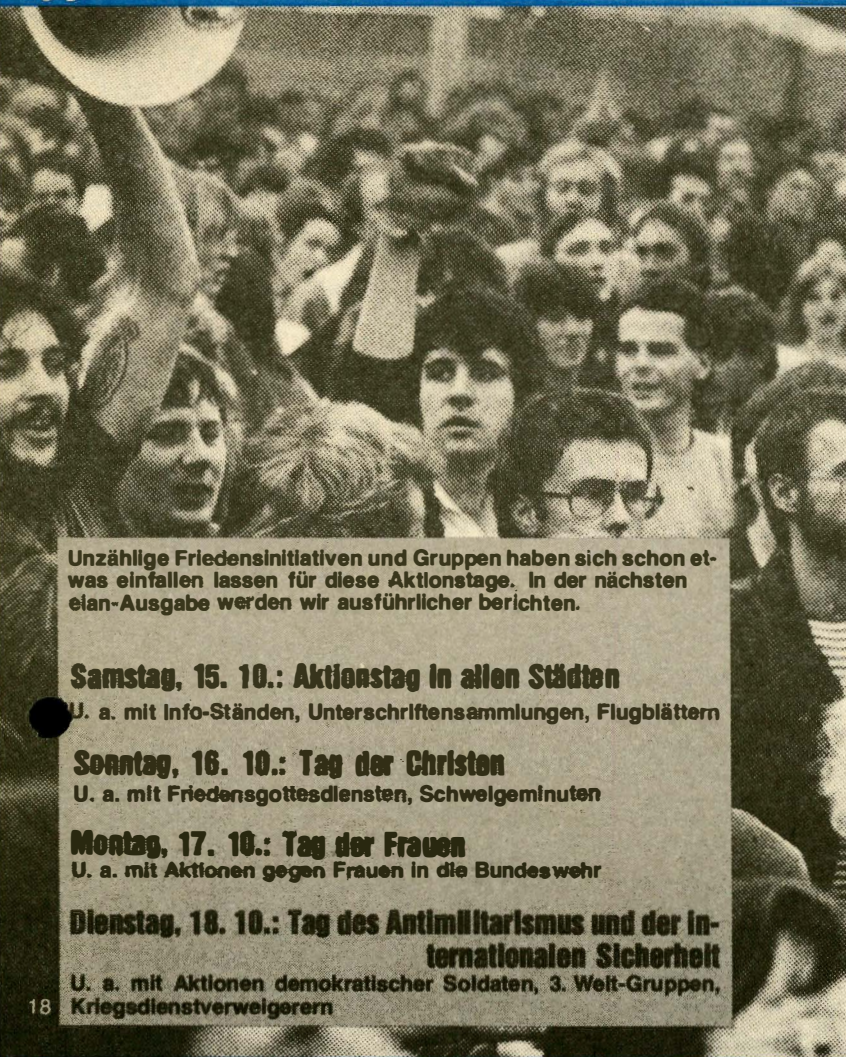 Unzählige Friedensinitiativen und Gruppen haben sich schon et-
was einfallen lassen für diese Aktionstage. In der nächsten
elan-Ausgabe werden wir ausführlicher berichten.
Samstag, 15. 10.: Aktionstag in allen Städten
U. a. mit Info-Ständen, Unterschriftensammlungen, Flugblättern
Sonntag, 16. 10.: Tag der Christen
U. a. mit Friedensgottesdiensten, Schweigeminuten
Montag, 17. 10.: Tag der Frauen
U. a. mit Aktionen gegen Frauen in die Bundeswehr
Dienstag, 18. 10.: Tag des Antimilitarismus und der In-
ternationalen Sicherheit
U. a. mit Aktionen demokratischer Soldaten, 3. Welt-Gruppen,
Kriegsdienstverweigerern
18